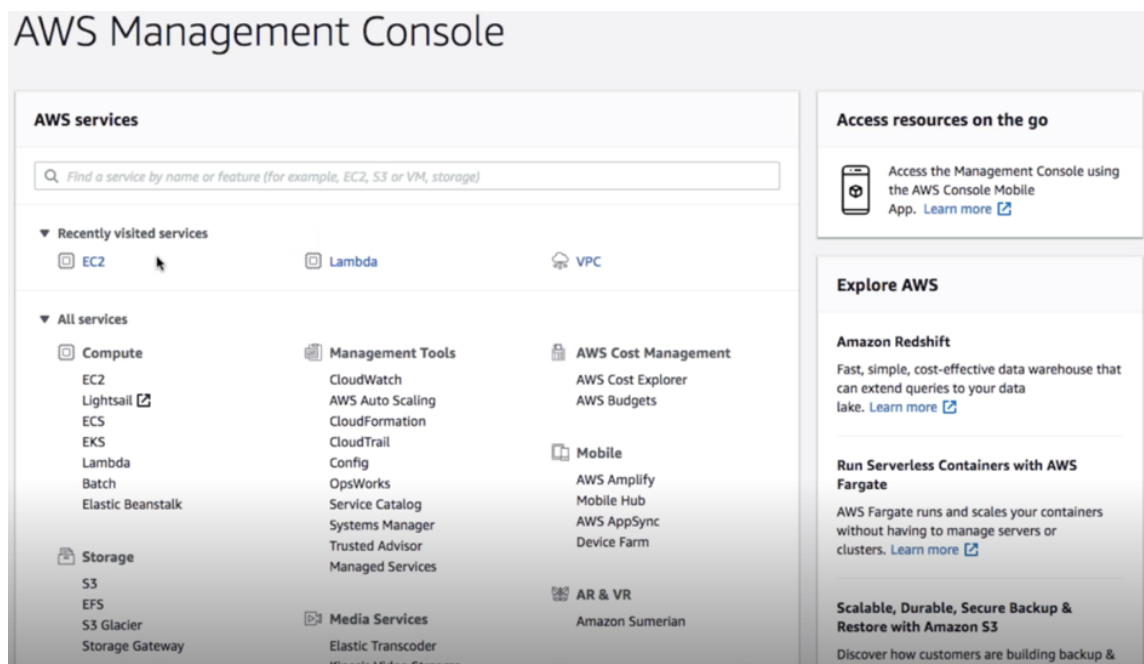 AWS Management Console
AWS services
Find a service by name or feature (for example, EC2, S3 or VM, storage)
Recently visited services
EC2
Lambda
VPC
All services
Compute
EC2
Lightsail
ECS
EKS
Lambda
Batch
Elastic Beanstalk
Storage
S3
EFS
S3 Glacier
Storage Gateway
Management Tools
CloudWatch
AWS Auto Scaling
CloudFormation
CloudTrail
Config
OpsWorks
Service Catalog
Systems Manager
Trusted Advisor
Managed Services
Media Services
Elastic Transcoder
Kinesis Video Streams
AWS Cost Management
AWS Cost Explorer
AWS Budgets
Mobile
AWS Amplify
Mobile Hub
AWS AppSync
Device Farm
AR & VR
Amazon Sumerian
Access resources on the go
Access the Management Console using
the AWS Console Mobile
App. Learn more
Explore AWS
Amazon Redshift
Fast, simple, cost-effective data warehouse that
can extend queries to your data
lake. Learn more
Run Serverless Containers with AWS
Fargate
AWS Fargate runs and scales your containers
without having to manage servers or
clusters. Learn more
Scalable, Durable, Secure Backup &
Restore with Amazon S3
Discover how customers are building backup &